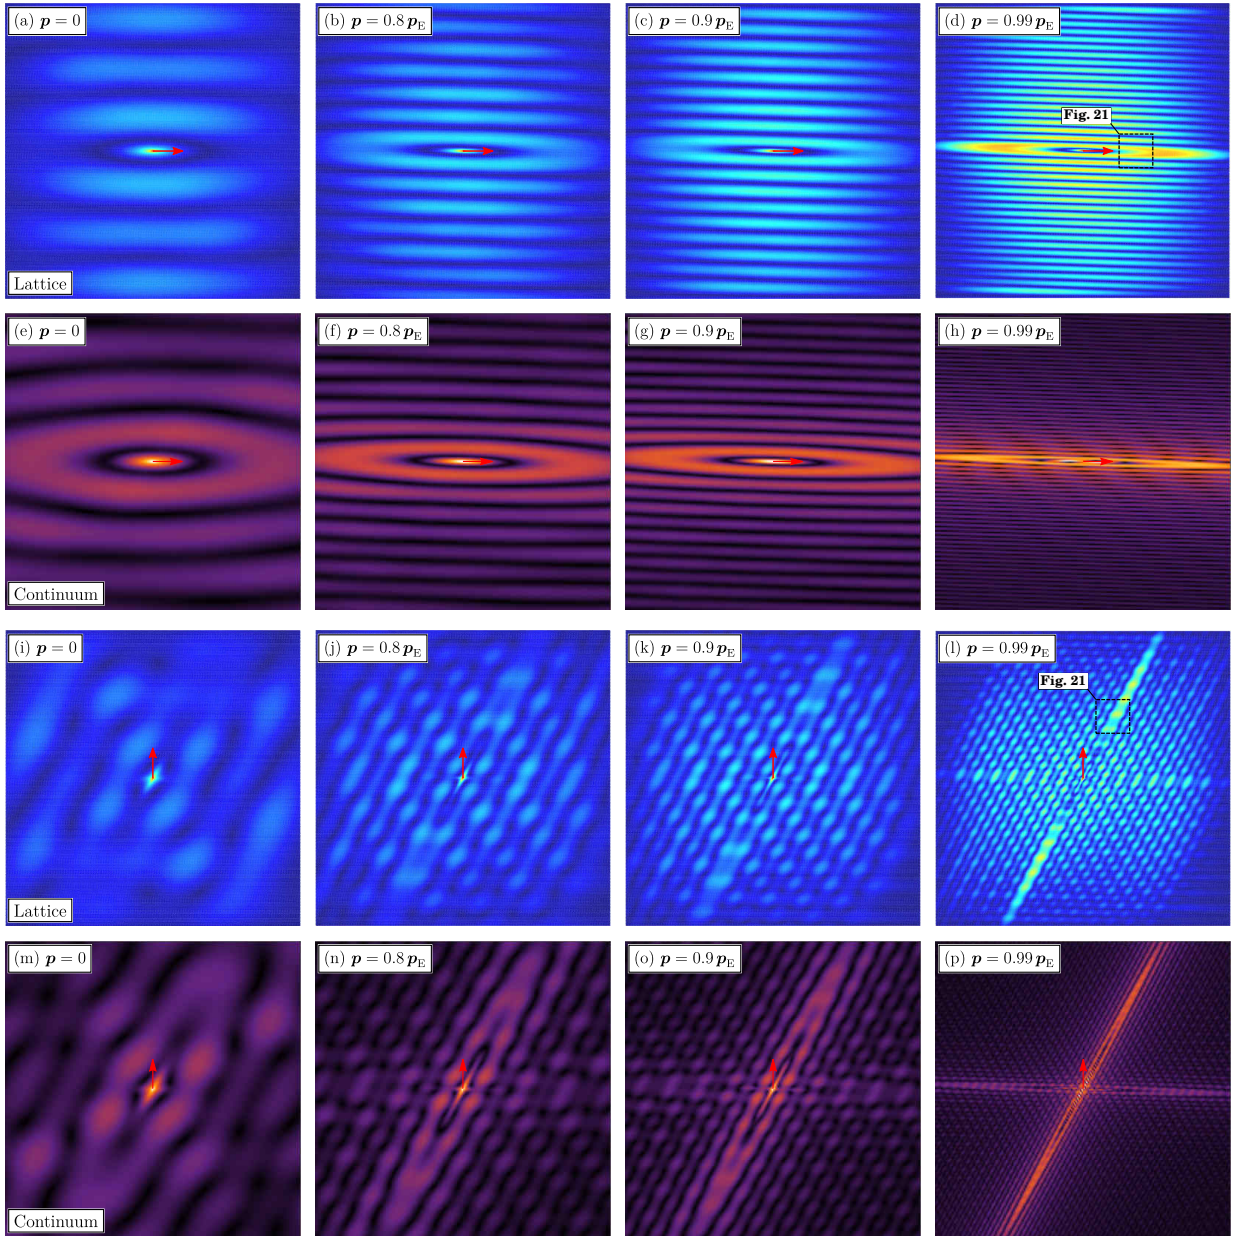 (a) p = 0
(b) p = 0.8 pE
(c) p = 0.9 pE
(d) p = 0.99 pE
Fig. 21
Lattice
(e) p = 0
(f) p = 0.8 pE
(g) p = 0.9 pE
(h) p = 0.99 pE
Continuum
(i) p = 0
(j) p = 0.8 pE
(k) p = 0.9 pE
(l) p = 0.99 pE
Fig. 21
Lattice
(m) p = 0
(n) p = 0.8 pE
(o) p = 0.9 pE
(p) p = 0.99 pE
Continuum